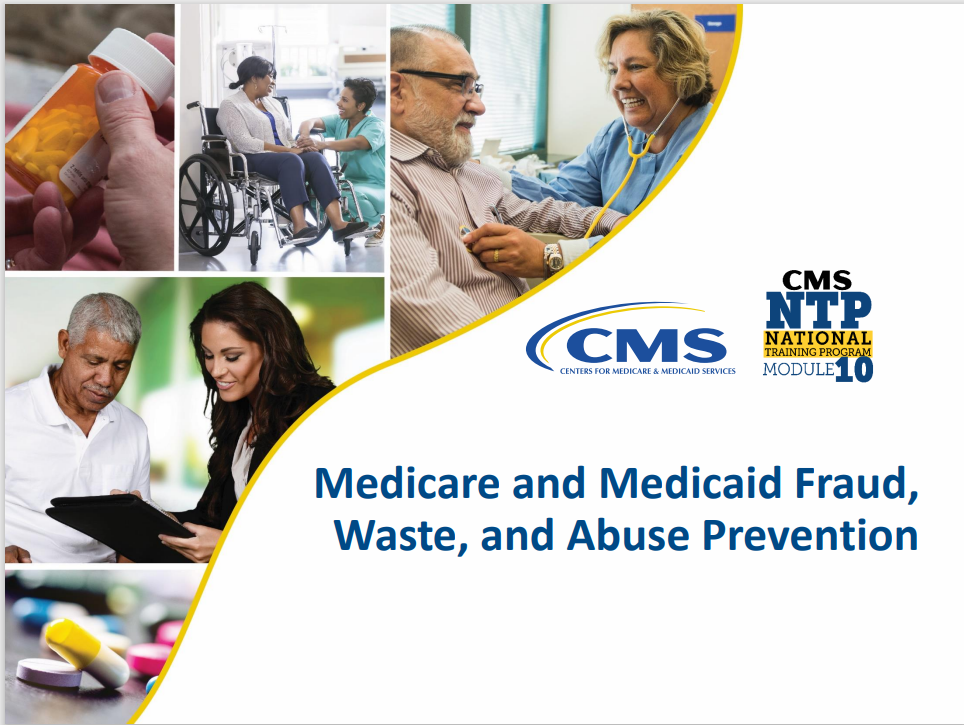 CMS
CENTERS FOR MEDICARE & MEDICAID SERVICES
CMS
NTP
NATIONAL
TRAINING PROGRAM
MODULE 10
Medicare and Medicaid Fraud,
Waste, and Abuse Prevention